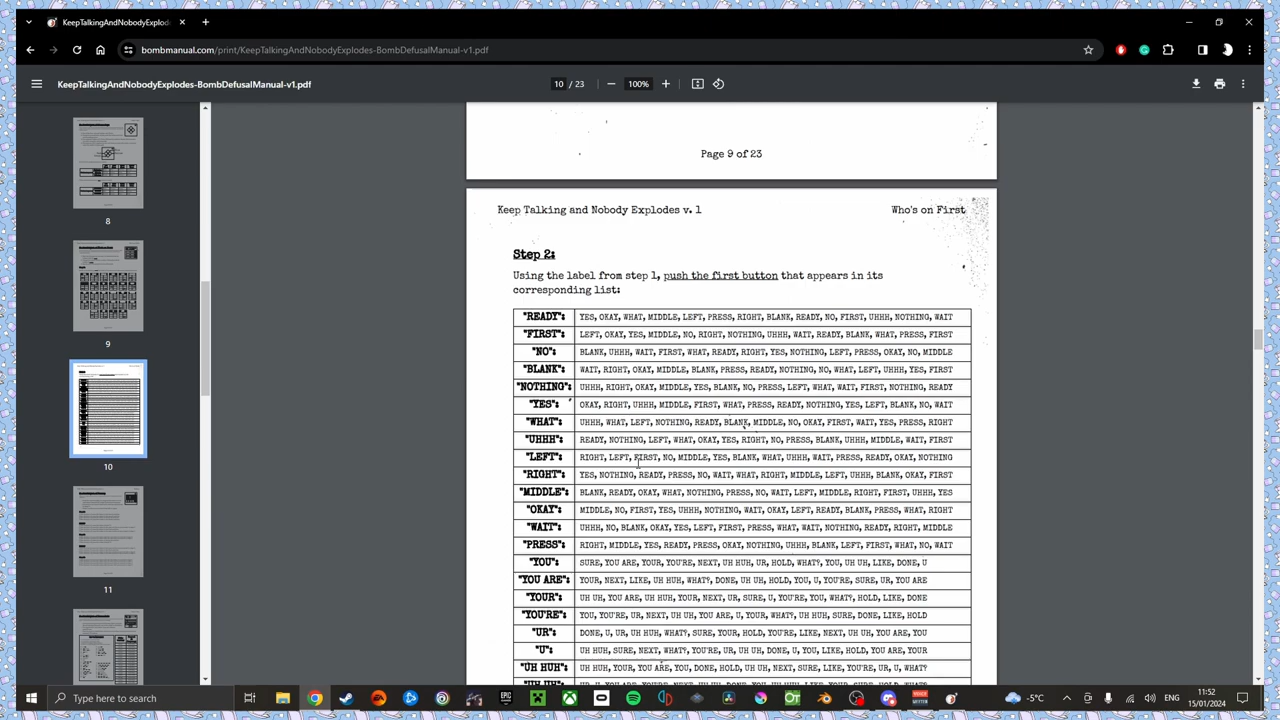 KeepTalkingAndNobodyExplod
bombmanual.com/print/KeepTalkingAndNobodyExplodes-BombDefusalManual-v1.pdf
KeepTalkingAndNobodyExplodes-BombDefusalManual-v1.pdf
10 / 23
100%
8
9
10
11
Page 9 of 23
Keep Talking and Nobody Explodes v. 1
Who's on First
Step 2:
Using the label from step 1, push the first button that appears in its
corresponding list:
"READY": YES, OKAY, WHAT, MIDDLE, LEFT, PRESS, RIGHT, BLANK, READY, NO, FIRST, UHHH, NOTHING, WAIT
"FIRST": LEFT, OKAY, YES, MIDDLE, NO, RIGHT, NOTHING, UHHH, WAIT, READY, BLANK, WHAT, PRESS, FIRST
"NO": BLANK, UHHH, WAIT, FIRST, WHAT, READY, RIGHT, YES, NOTHING, LEFT, PRESS, OKAY, NO, MIDDLE
"BLANK": WAIT, RIGHT, OKAY, MIDDLE, BLANK, PRESS, READY, NOTHING, NO, WHAT, LEFT, UHHH, YES, FIRST
"NOTHING": UHHH, RIGHT, OKAY, MIDDLE, YES, BLANK, NO, PRESS, LEFT, WHAT, WAIT, FIRST, NOTHING, READY
"YES": OKAY, RIGHT, UHHH, MIDDLE, FIRST, WHAT, PRESS, READY, NOTHING, YES, LEFT, BLANK, NO, WAIT
"WHAT": UHHH, WHAT, LEFT, NOTHING, READY, BLANK, MIDDLE, NO, OKAY, FIRST, WAIT, YES, PRESS, RIGHT
"UHHH": READY, NOTHING, LEFT, WHAT, OKAY, YES, RIGHT, NO, PRESS, BLANK, UHHH, MIDDLE, WAIT, FIRST
"LEFT": RIGHT, LEFT, FIRST, NO, MIDDLE, YES, BLANK, WHAT, UHHH, WAIT, PRESS, READY, OKAY, NOTHING
"RIGHT": YES, NOTHING, READY, PRESS, NO, WAIT, WHAT, RIGHT, MIDDLE, LEFT, UHHH, BLANK, OKAY, FIRST
"MIDDLE": BLANK, READY, OKAY, WHAT, NOTHING, PRESS, NO, WAIT, LEFT, MIDDLE, RIGHT, FIRST, UHHH, YES
"OKAY": MIDDLE, NO, FIRST, YES, UHHH, NOTHING, WAIT, OKAY, LEFT, READY, BLANK, PRESS, WHAT, RIGHT
"WAIT": UHHH, NO, BLANK, OKAY, YES, LEFT, FIRST, PRESS, WHAT, WAIT, NOTHING, READY, RIGHT, MIDDLE
"PRESS": RIGHT, MIDDLE, YES, READY, PRESS, OKAY, NOTHING, UHHH, BLANK, LEFT, FIRST, WHAT, NO, WAIT
"YOU": SURE, YOU ARE, YOUR, YOU'RE, NEXT, UH HUH, UR, HOLD, WHAT?, YOU, UH UH, LIKE, DONE, U
"YOU ARE": YOUR, NEXT, LIKE, UH HUH, WHAT?, DONE, UH UH, HOLD, YOU, U, YOU'RE, SURE, UR, YOU ARE
"YOUR": UH UH, YOU ARE, UH HUH, YOUR, NEXT, UR, SURE, U, YOU'RE, YOU, WHAT?, HOLD, LIKE, DONE
"YOU'RE": YOU, YOU'RE, UR, NEXT, UH UH, YOU ARE, U, YOUR, WHAT?, UH HUH, SURE, DONE, LIKE, HOLD
"UR": DONE, U, UR, UH HUH, WHAT?, SURE, YOUR, HOLD, YOU'RE, LIKE, NEXT, UH UH, YOU ARE, YOU
"U": UH HUH, SURE, NEXT, WHAT?, YOU'RE, UR, UH UH, DONE, U, YOU, LIKE, HOLD, YOU ARE, YOUR
"UH HUH": UH HUH, YOUR, YOU ARE, YOU, DONE, HOLD, UH UH, NEXT, SURE, LIKE, YOU'RE, UR, U, WHAT?
Type here to search
-5°C
ENG
11:52
15/01/2024